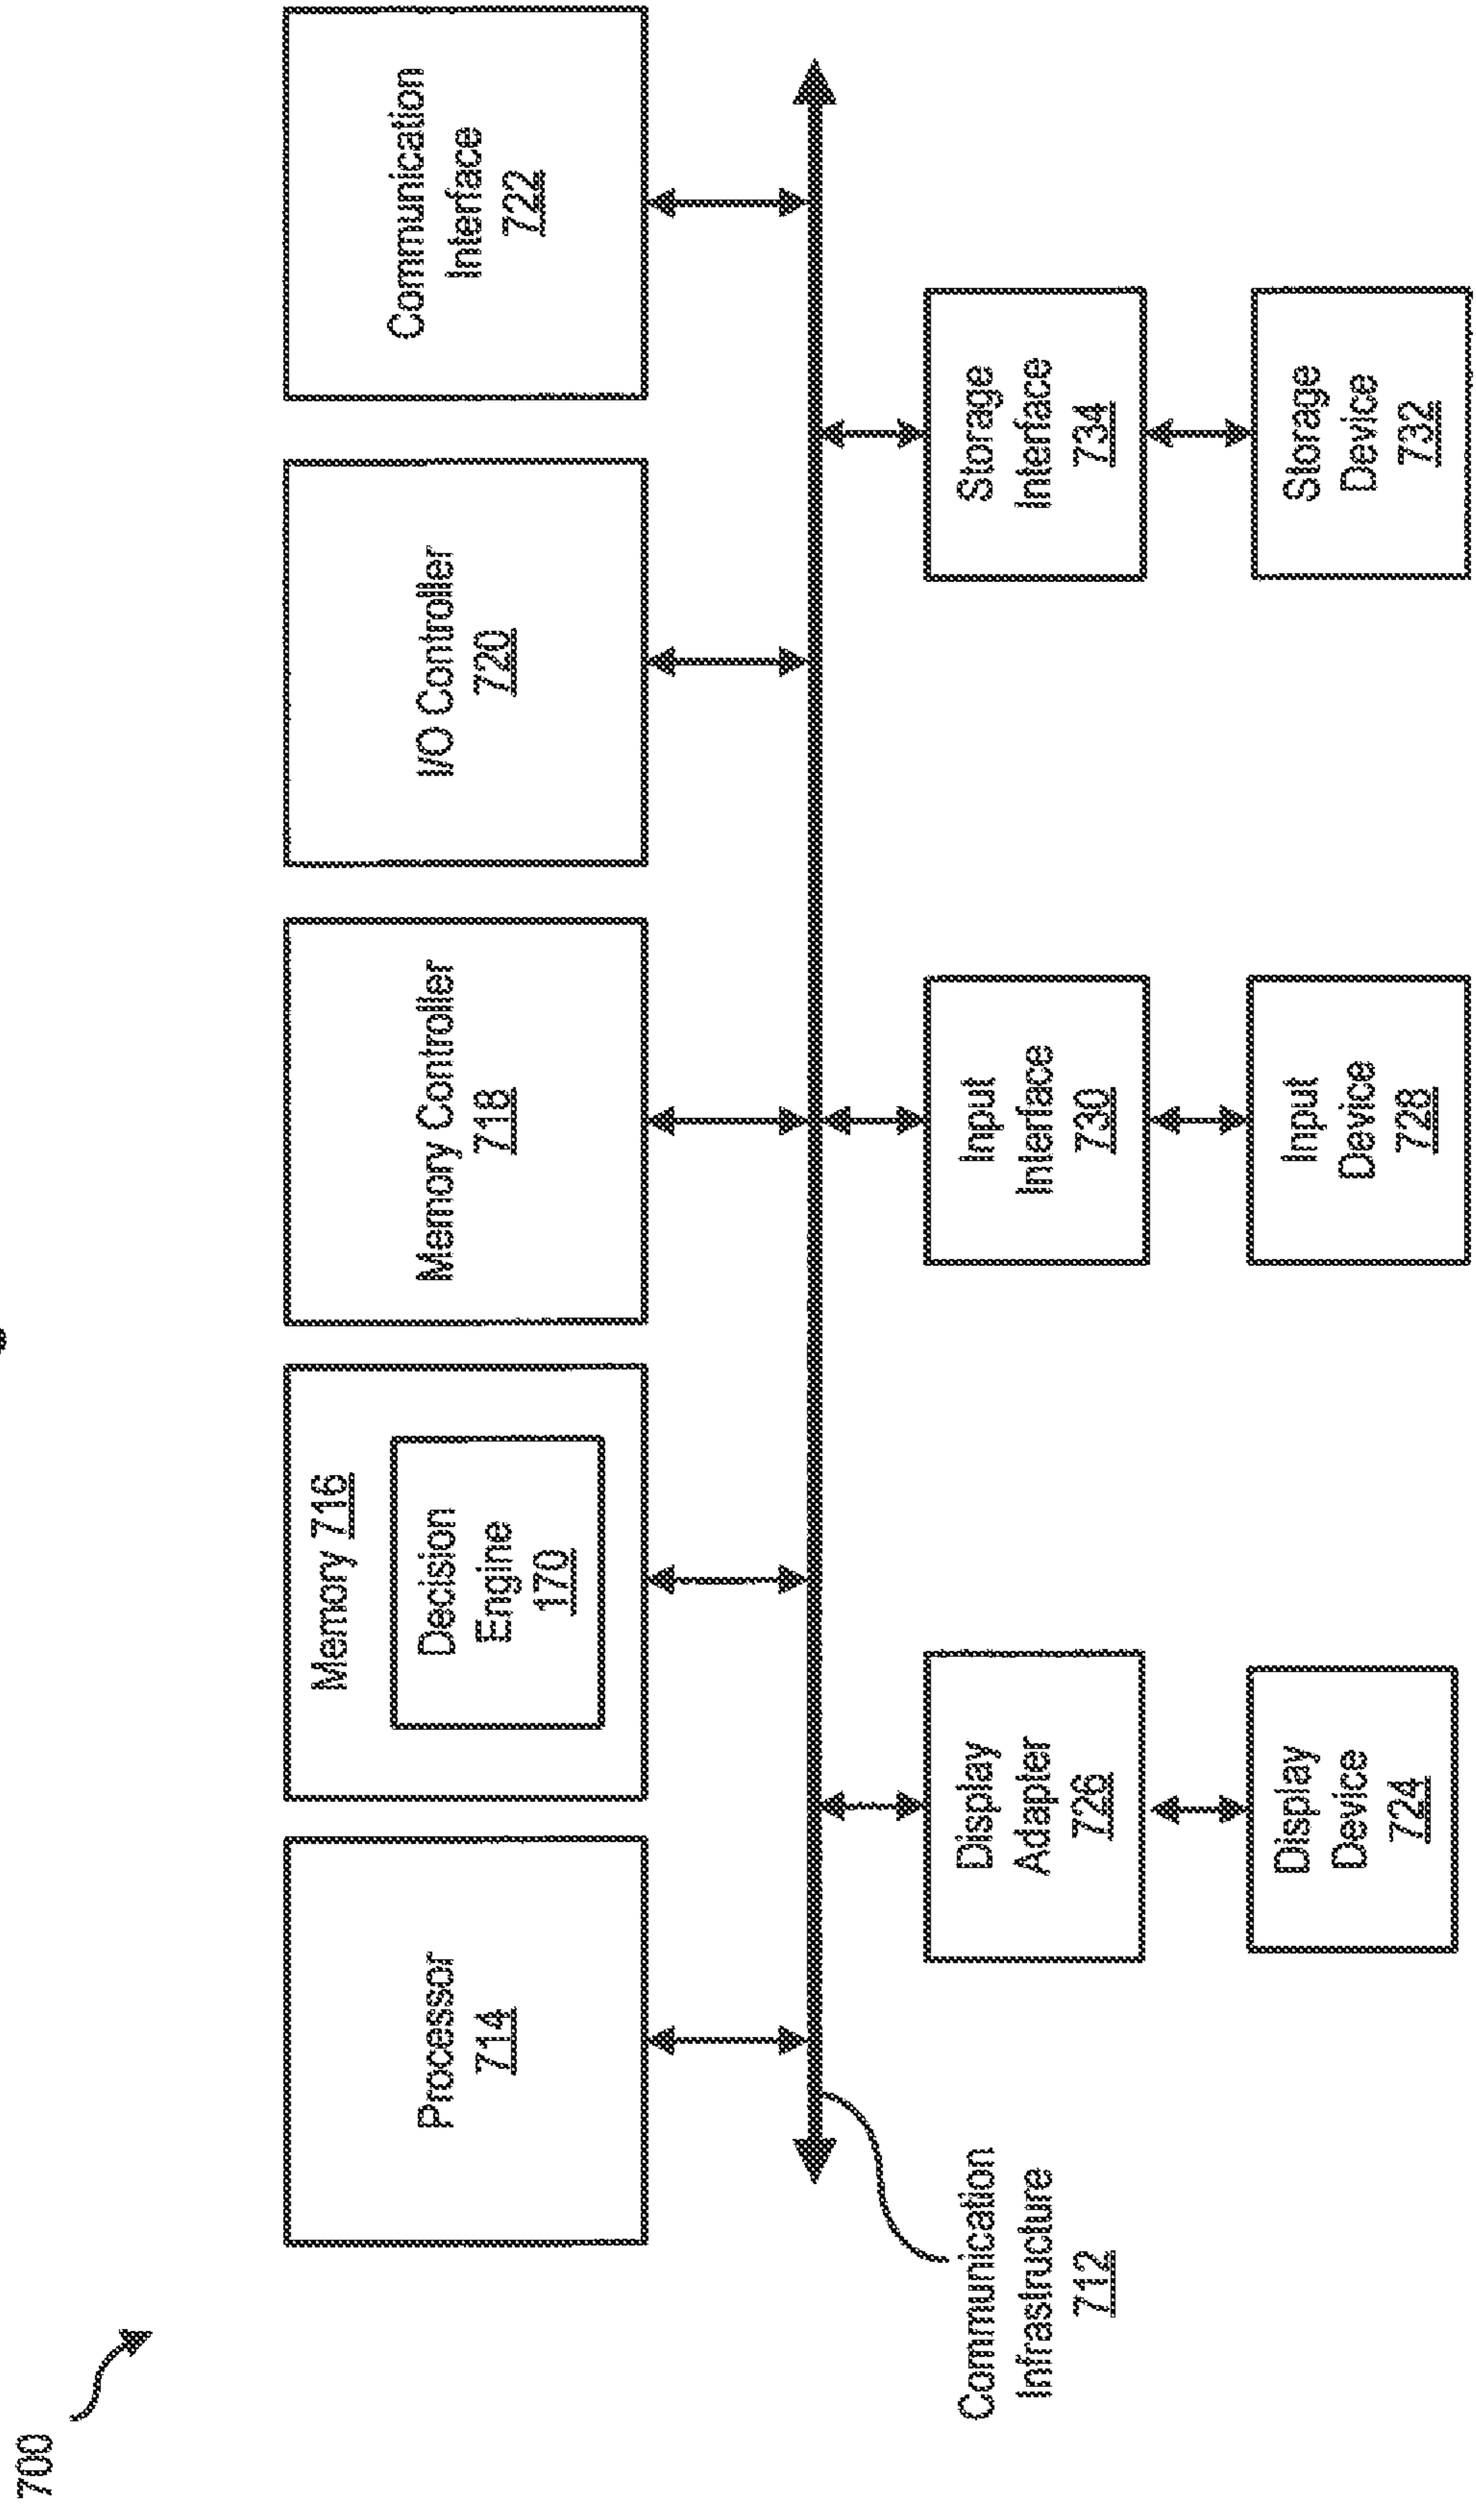 700
Processor
714
Memory 716
Decision
Engine
170
Memory Controller
718
I/O Controller
720
Communication
Interface
722
Communication
Infrastructure
712
Display
Adapter
726
Input
Interface
730
Storage
Interface
734
Display
Device
724
Input
Device
728
Storage
Device
732